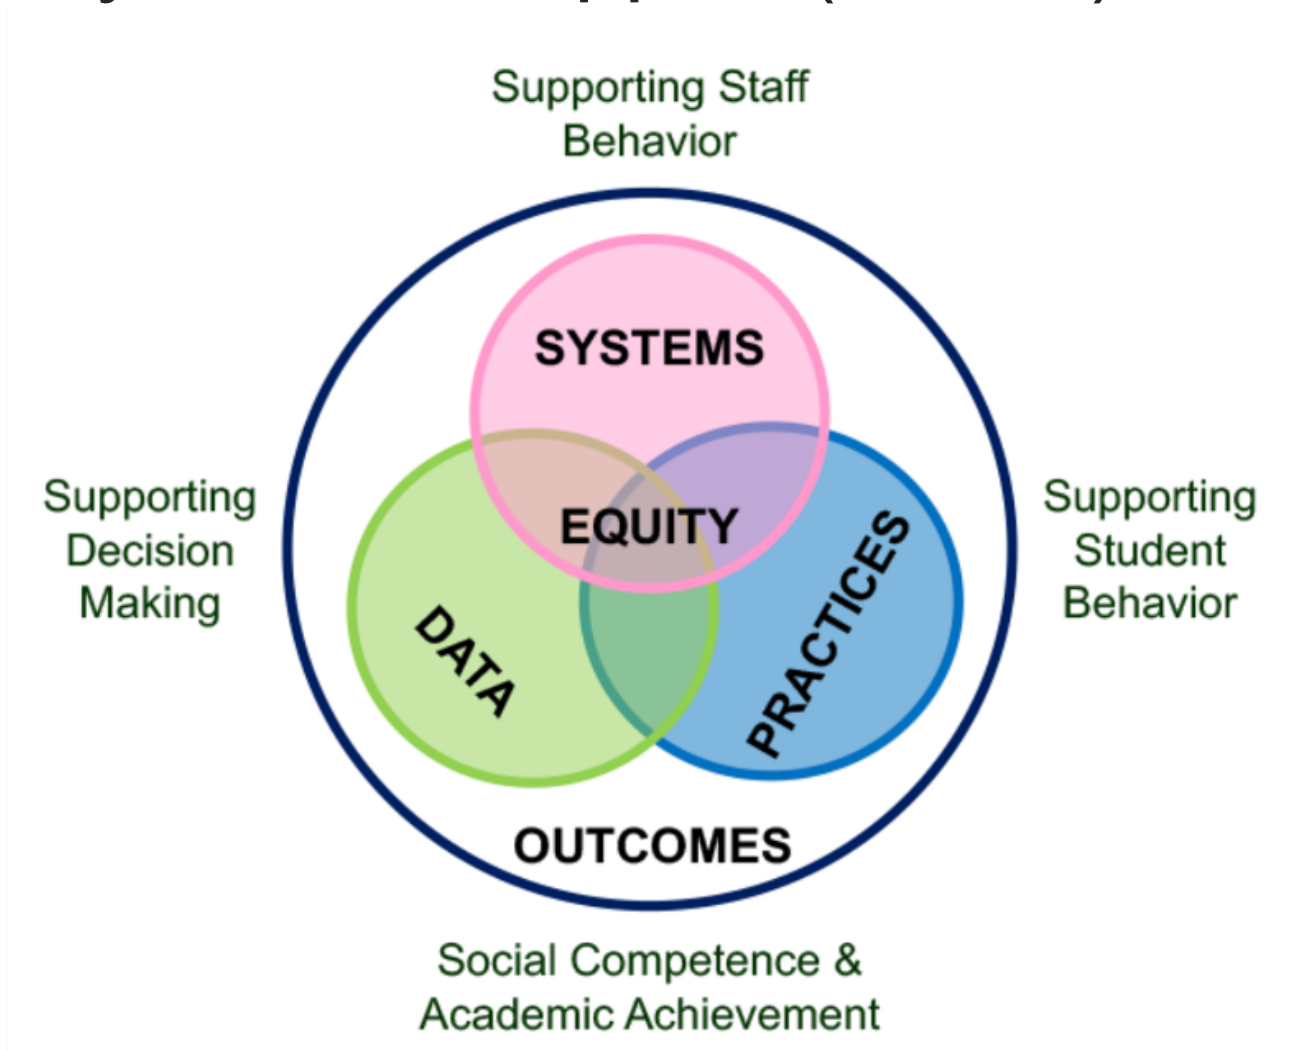 Supporting Staff
Behavior
SYSTEMS
Supporting
Decision
Making
EQUITY
Supporting
Student
Behavior
DATA
PRACTICES
OUTCOMES
Social Competence &
Academic Achievement